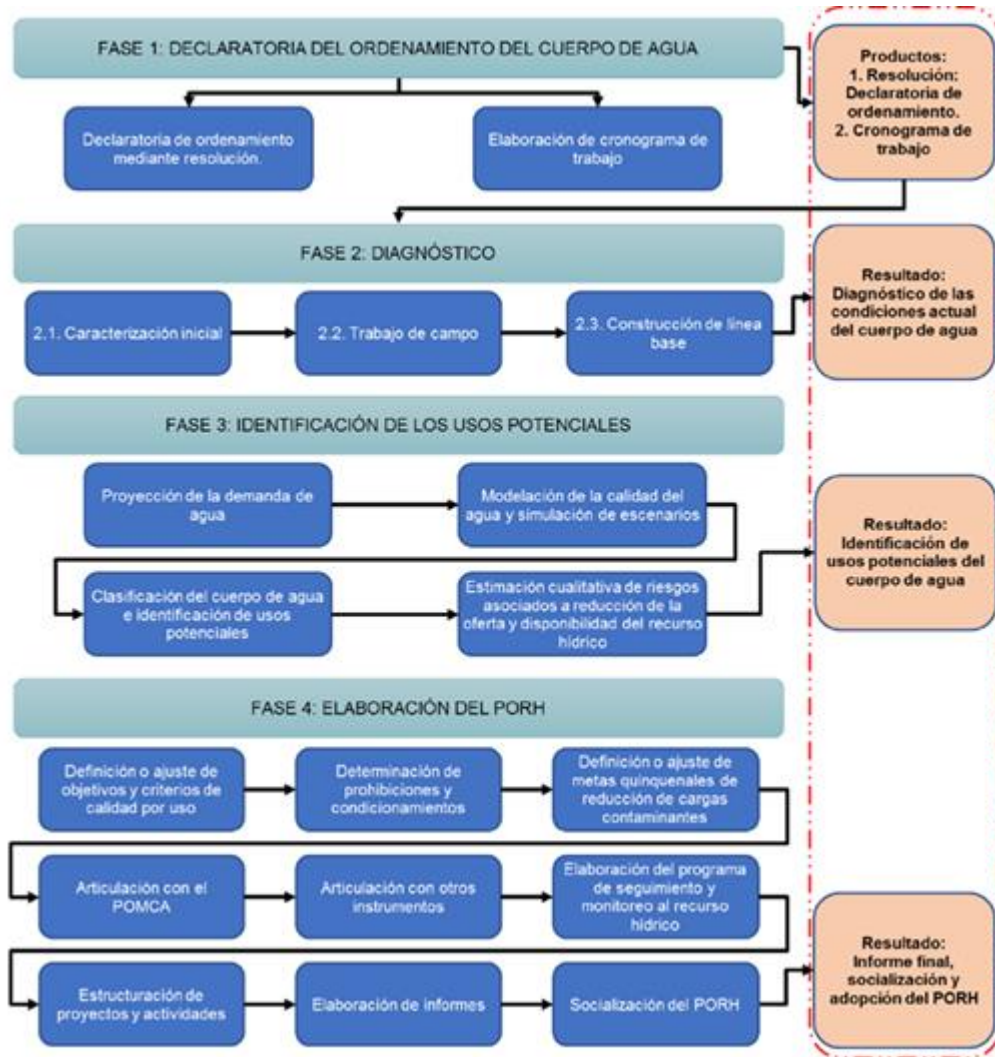 FASE 1: DECLARATORIA DEL ORDENAMIENTO DEL CUERPO DE AGUA
Declaratoria de ordenamiento
mediante resolución.
Elaboración de cronograma de
trabajo
Productos:
1. Resolución:
Declaratoria de
ordenamiento.
2. Cronograma de
trabajo
FASE 2: DIAGNÓSTICO
2.1. Caracterización inicial
2.2. Trabajo de campo
2.3. Construcción de línea
base
Resultado:
Diagnóstico de las
condiciones actual
del cuerpo de agua
FASE 3: IDENTIFICACIÓN DE LOS USOS POTENCIALES
Proyección de la demanda de
agua
Modelación de la calidad del
agua y simulación de escenarios
Clasificación del cuerpo de agua
e identificación de usos
potenciales
Estimación cualitativa de riesgos
asociados a reducción de la
oferta y disponibilidad del recurso
hídrico
Resultado:
Identificación de
usos potenciales del
cuerpo de agua
FASE 4: ELABORACIÓN DEL PORH
Definición o ajuste de
objetivos y criterios de
calidad por uso
Determinación de
prohibiciones y
condicionamientos
Definición o ajuste de
metas quinquenales de
reducción de cargas
contaminantes
Articulación con el
POMCA
Articulación con otros
instrumentos
Elaboración del programa
de seguimiento y
monitoreo al recurso
hídrico
Estructuración de
proyectos y actividades
Elaboración de informes
Socialización del PORH
Resultado:
Informe final,
socialización y
adopción del PORH